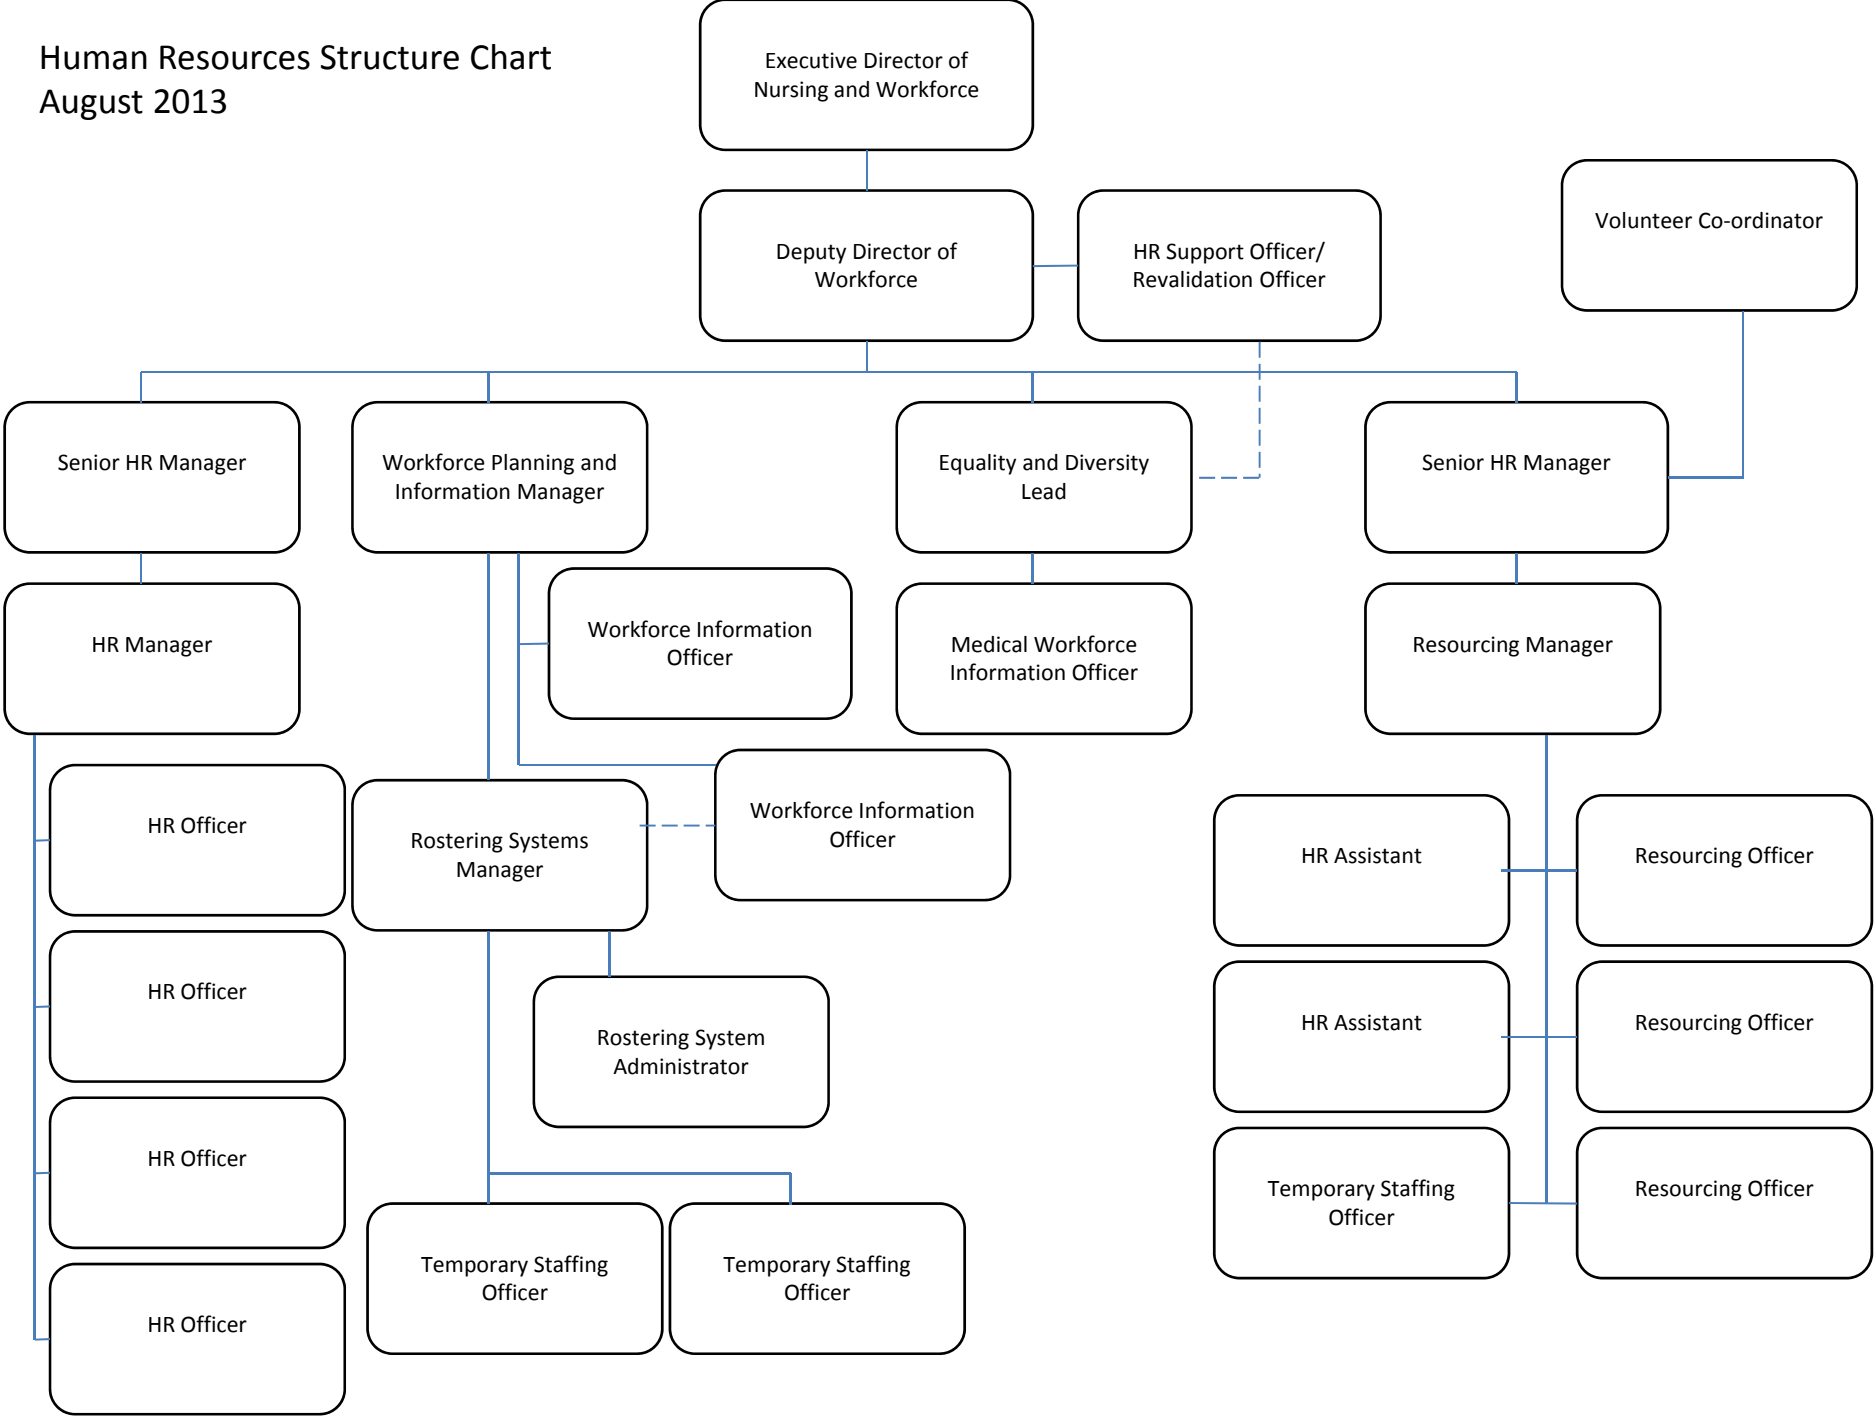 Human Resources Structure Chart
August 2013
Executive Director of
Nursing and Workforce
Deputy Director of
Workforce
HR Support Officer/
Revalidation Officer
Volunteer Co-ordinator
Senior HR Manager
Workforce Planning and
Information Manager
Equality and Diversity
Lead
Senior HR Manager
HR Manager
Workforce Information
Officer
Medical Workforce
Information Officer
Resourcing Manager
HR Officer
Rostering Systems
Manager
Workforce Information
Officer
HR Assistant
Resourcing Officer
HR Officer
Rostering System
Administrator
HR Assistant
Resourcing Officer
HR Officer
Temporary Staffing
Officer
Temporary Staffing
Officer
Temporary Staffing
Officer
Resourcing Officer
HR Officer